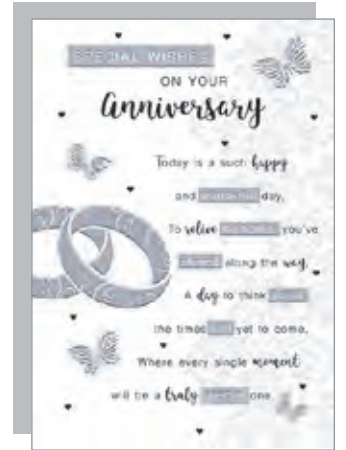 SPECIAL WISHES
ON YOUR
Anniversary
Today is a such happy
and day,
To relive you've
along the way,
A day to think
the times yet to come,
Where every single moment
will be a truly one